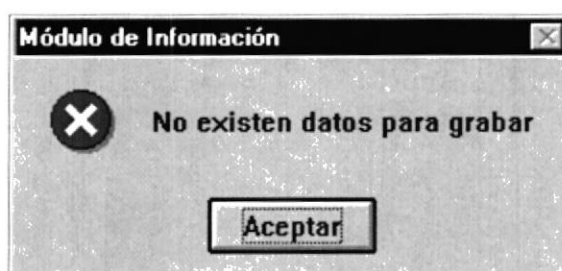 Módulo de Información
No existen datos para grabar
Aceptar